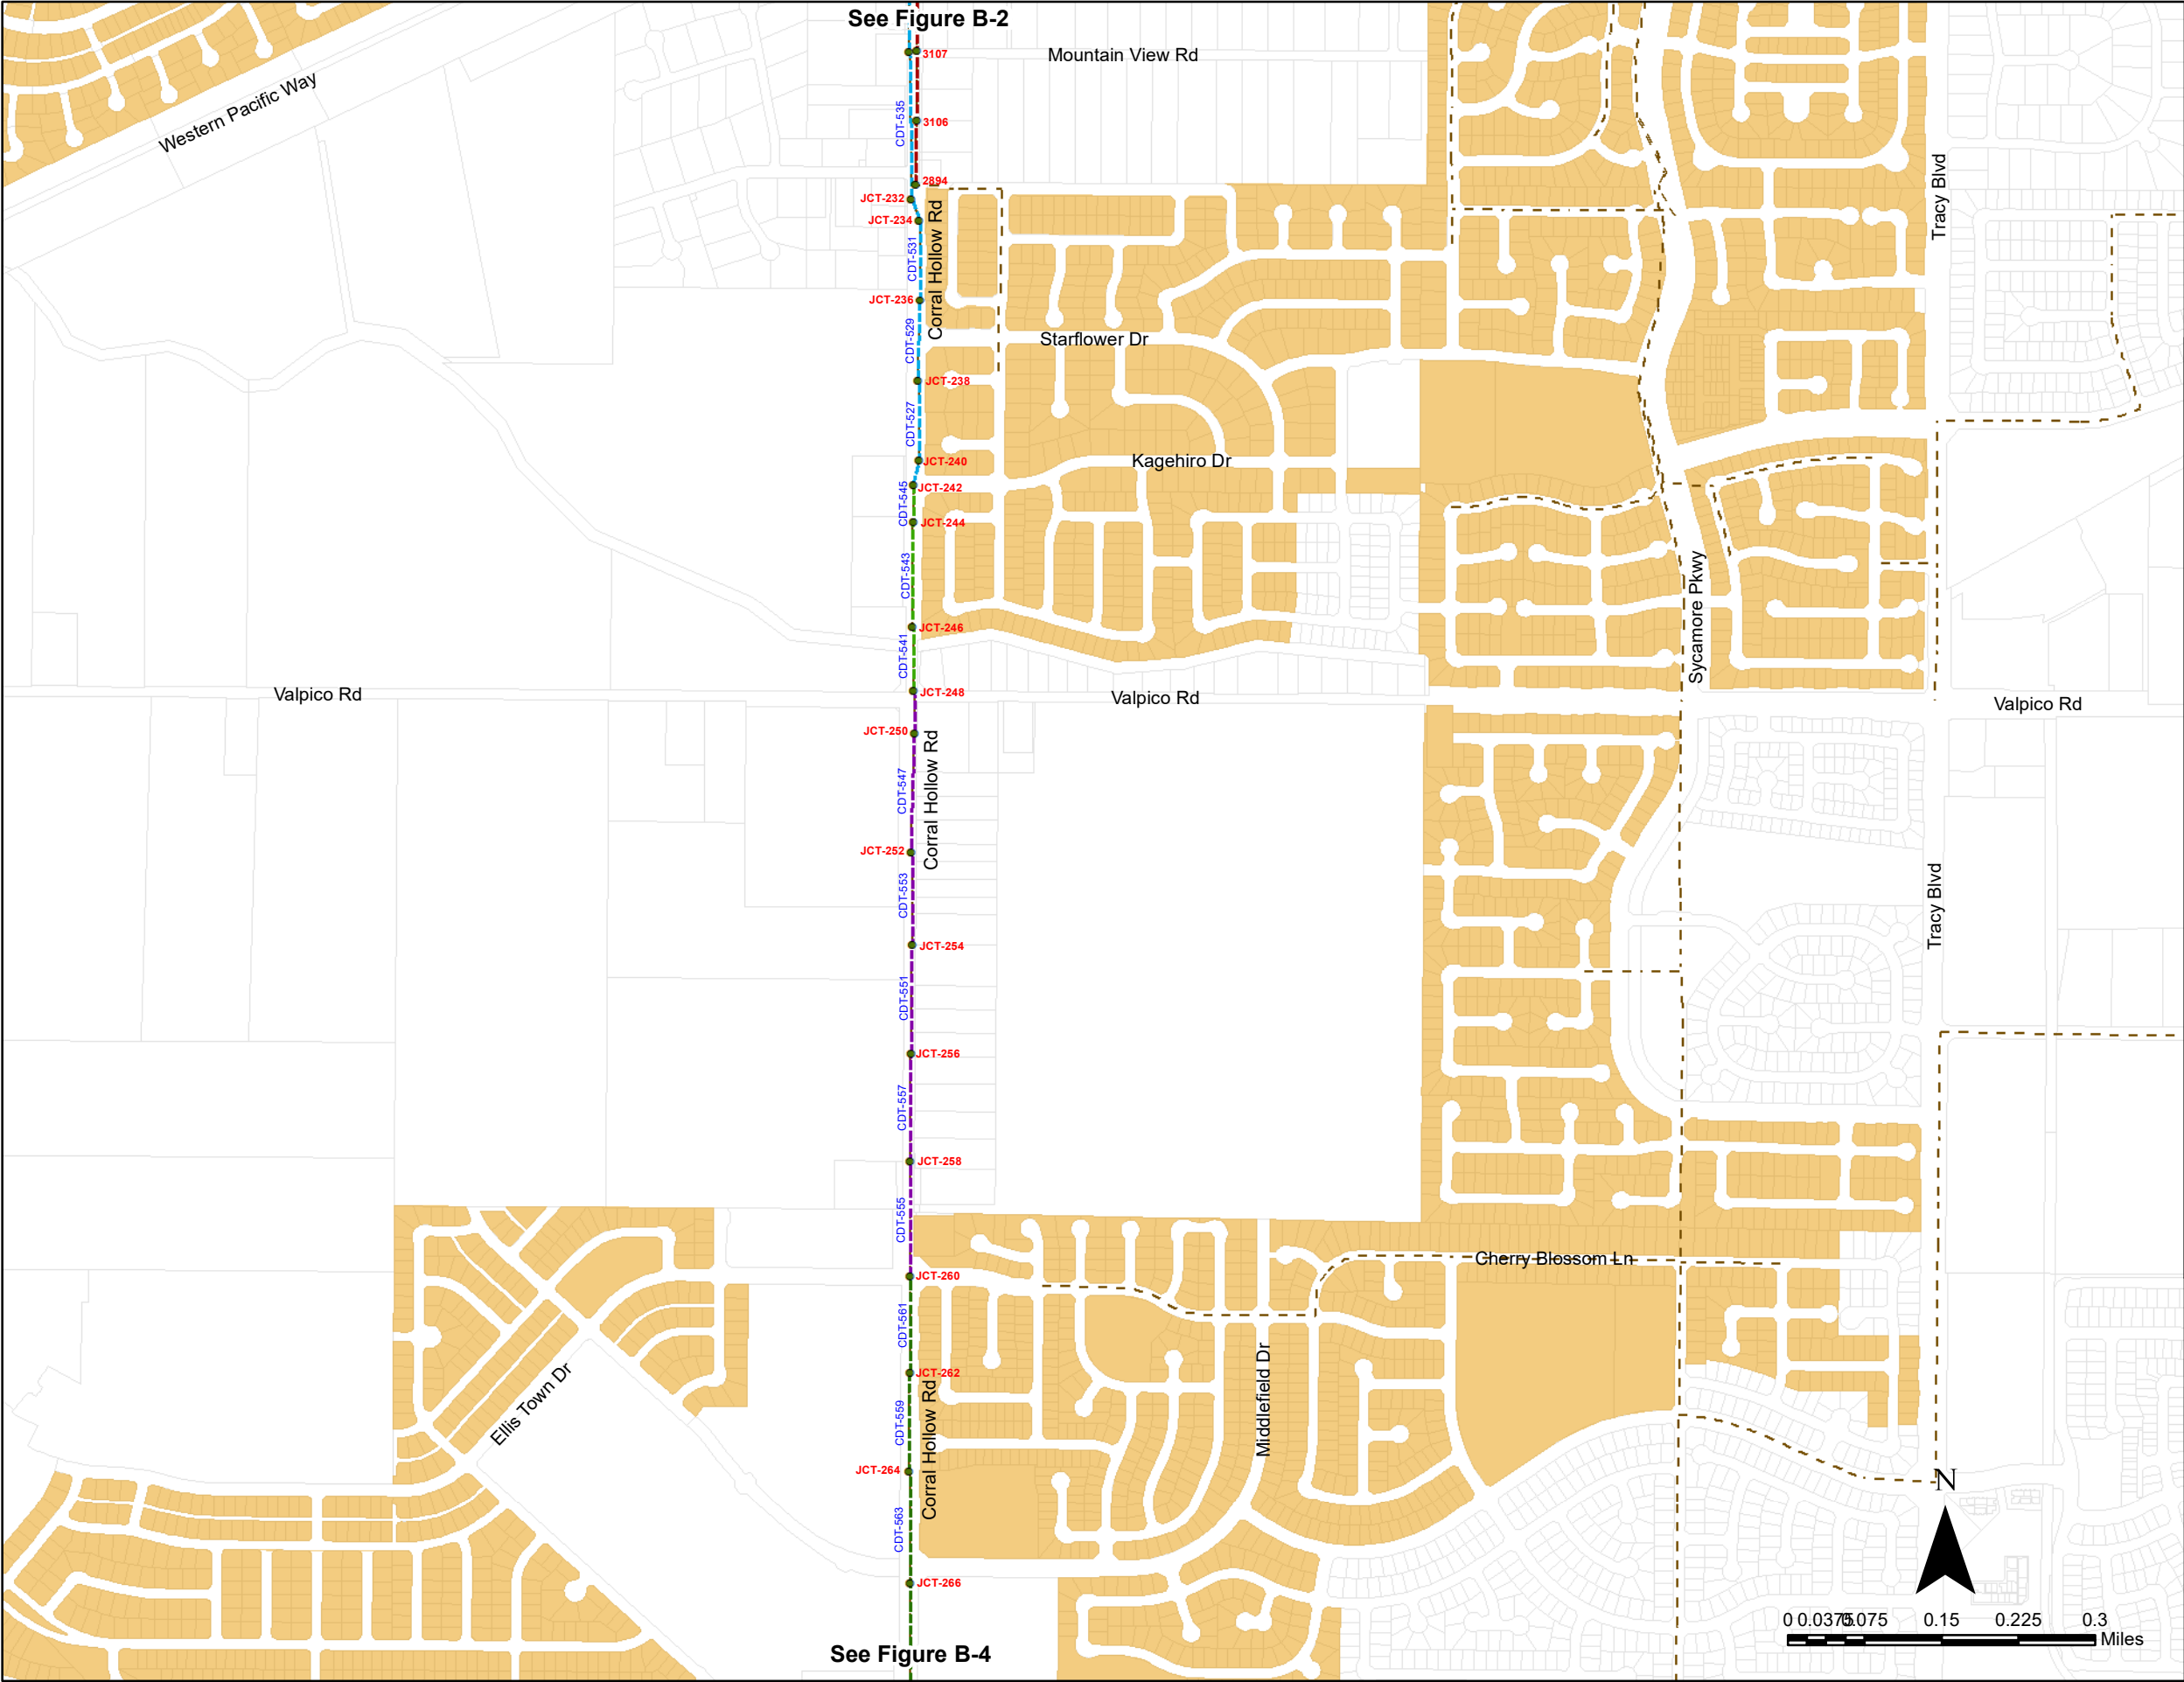 See Figure B-2
3107
Mountain View Rd
Western Pacific Way
CDT-535
3106
2894
Tracy Blvd
JCT-232
JCT-234
Corral Hollow Rd
CDT-531
JCT-236
CDT-529
Starflower Dr
JCT-238
CDT-527
JCT-240
Kagehiro Dr
JCT-242
CDT-545
JCT-244
CDT-543
Sycamore Pkwy
JCT-246
CDT-541
JCT-248
Valpico Rd
Valpico Rd
Valpico Rd
JCT-250
Corral Hollow Rd
CDT-547
JCT-252
CDT-553
Tracy Blvd
JCT-254
CDT-551
JCT-256
CDT-557
JCT-258
CDT-555
Cherry Blossom Ln
JCT-260
CDT-561
JCT-262
Middlefield Dr
Ellis Town Dr
CDT-559
Corral Hollow Rd
JCT-264
N
CDT-563
JCT-266
0 0.0375 0.075 0.15 0.225 0.3
Miles
See Figure B-4